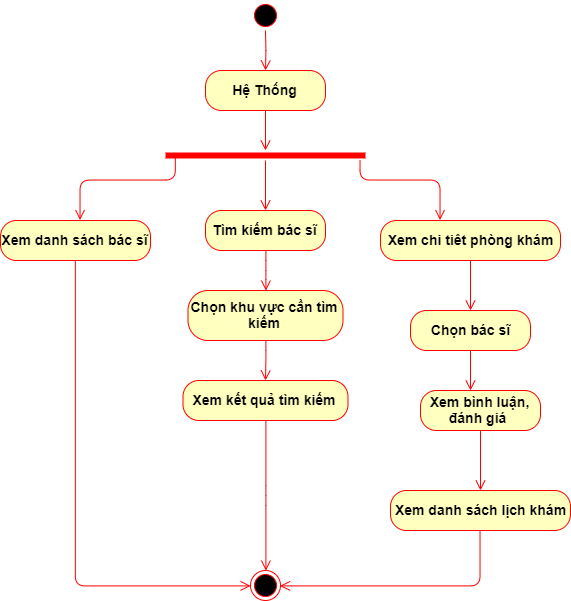 Hệ Thống
Xem danh sách bác sĩ
Tìm kiếm bác sĩ
Chọn khu vực cần tìm
kiếm
Xem kết quả tìm kiếm
Xem chi tiết phòng khám
Chọn bác sĩ
Xem bình luận,
đánh giá
Xem danh sách lịch khám